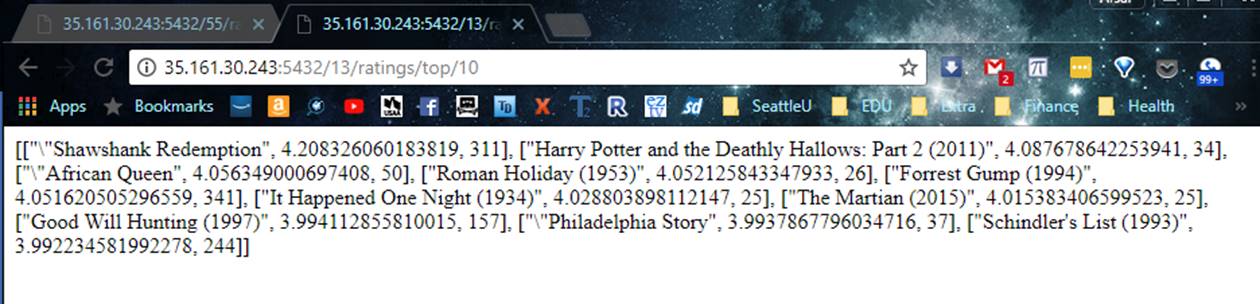 35.161.30.243:5432/55/ra
35.161.30.243:5432/13/ra
35.161.30.243:5432/13/ratings/top/10
2
99+
Apps Bookmarks TD X R sd SeattleU EDU Extra Finance Health »
[["\"Shawshank Redemption", 4.208326060183819, 311], ["Harry Potter and the Deathly Hallows: Part 2 (2011)", 4.087678642253941, 34],
["\"African Queen", 4.056349000697408, 50], ["Roman Holiday (1953)", 4.052125843347933, 26], ["Forrest Gump (1994)",
4.051620505296559, 341], ["It Happened One Night (1934)", 4.028803898112147, 25], ["The Martian (2015)", 4.015383406599523, 25],
["Good Will Hunting (1997)", 3.994112855810015, 157], ["\"Philadelphia Story", 3.9937867796034716, 37], ["Schindler's List (1993)",
3.992234581992278, 244]]